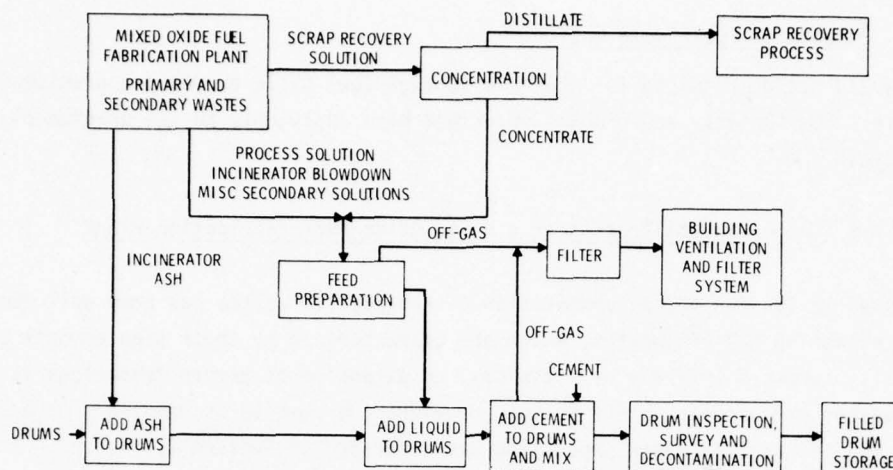 MIXED OXIDE FUEL
FABRICATION PLANT
PRIMARY AND
SECONDARY WASTES
SCRAP RECOVERY
SOLUTION
CONCENTRATION
DISTILLATE
SCRAP RECOVERY
PROCESS
CONCENTRATE
PROCESS SOLUTION
INCINERATOR BLOWDOWN
MISC SECONDARY SOLUTIONS
INCINERATOR
ASH
FEED
PREPARATION
OFF-GAS
FILTER
BUILDING
VENTILATION
AND FILTER
SYSTEM
OFF-GAS
CEMENT
DRUMS
ADD ASH
TO DRUMS
ADD LIQUID
TO DRUMS
ADD CEMENT
TO DRUMS
AND MIX
DRUM INSPECTION,
SURVEY AND
DECONTAMINATION
FILLED
DRUM
STORAGE